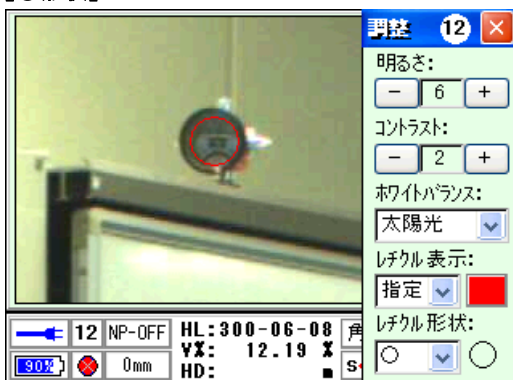 調整 12
明るさ:
- 6 +
コントラスト:
- 2 +
ホワイトバランス:
太陽光
レチクル表示:
指定
レチクル形状:
○ ○
12 NP-OFF
90% 0mm
HL:300-06-08
V%: 12.19 %
HD: m
角
S